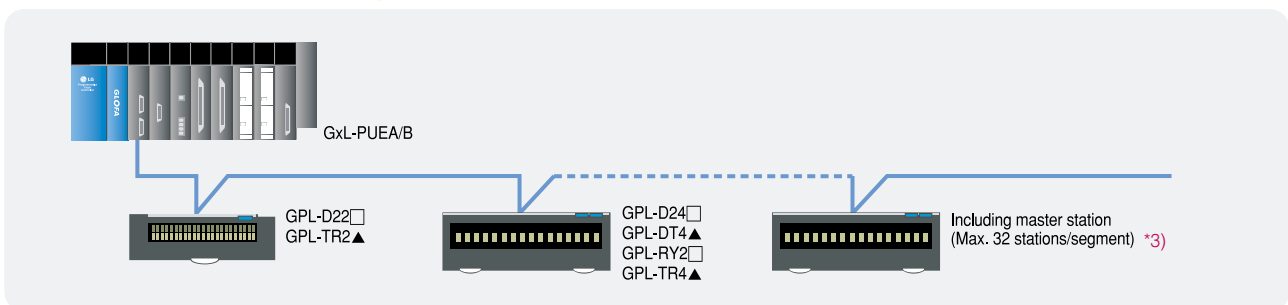 LG
GLOFA
GxL-PUEA/B
GPL-D22□
GPL-TR2▲
GPL-D24□
GPL-DT4▲
GPL-RY2□
GPL-TR4▲
Including master station
(Max. 32 stations/segment) *3)